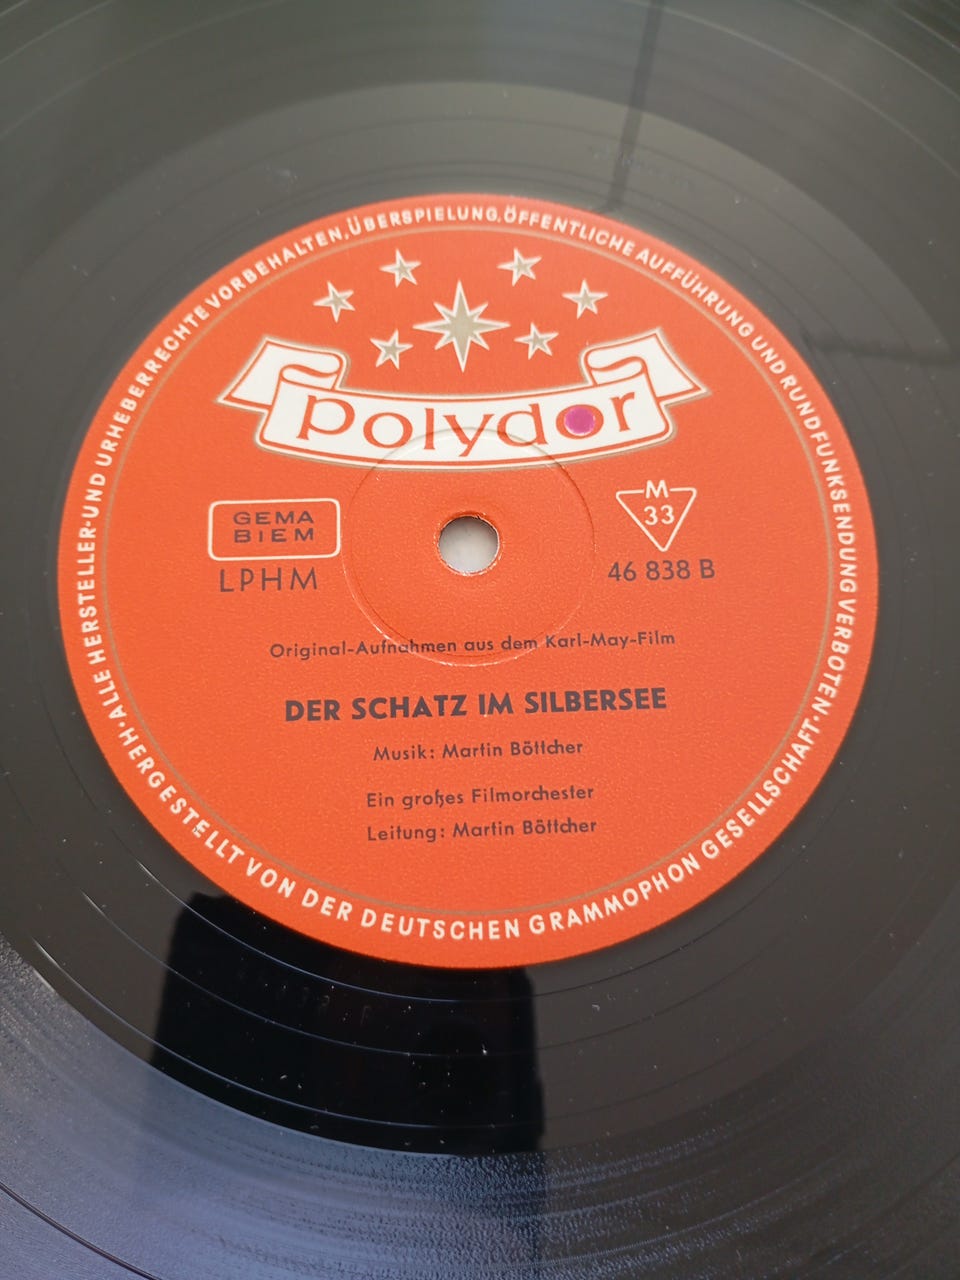 ·ALLE HERSTELLER-UND URHEBERRECHTE VORBEHALTEN,ÜBERSPIELUNG,ÖFFENTLICHE AUFFÜHRUNG UND RUNDFUNKSENDUNG VERBOTEN·
polydor
GEMA
BIEM
LPHM
M
33
46 838 B
Original-Aufnahmen aus dem Karl-May-Film
DER SCHATZ IM SILBERSEE
Musik: Martin Böttcher
Ein großes Filmorchester
Leitung: Martin Böttcher
HERGESTELLT VON DER DEUTSCHEN GRAMMOPHON GESELLSCHAFT